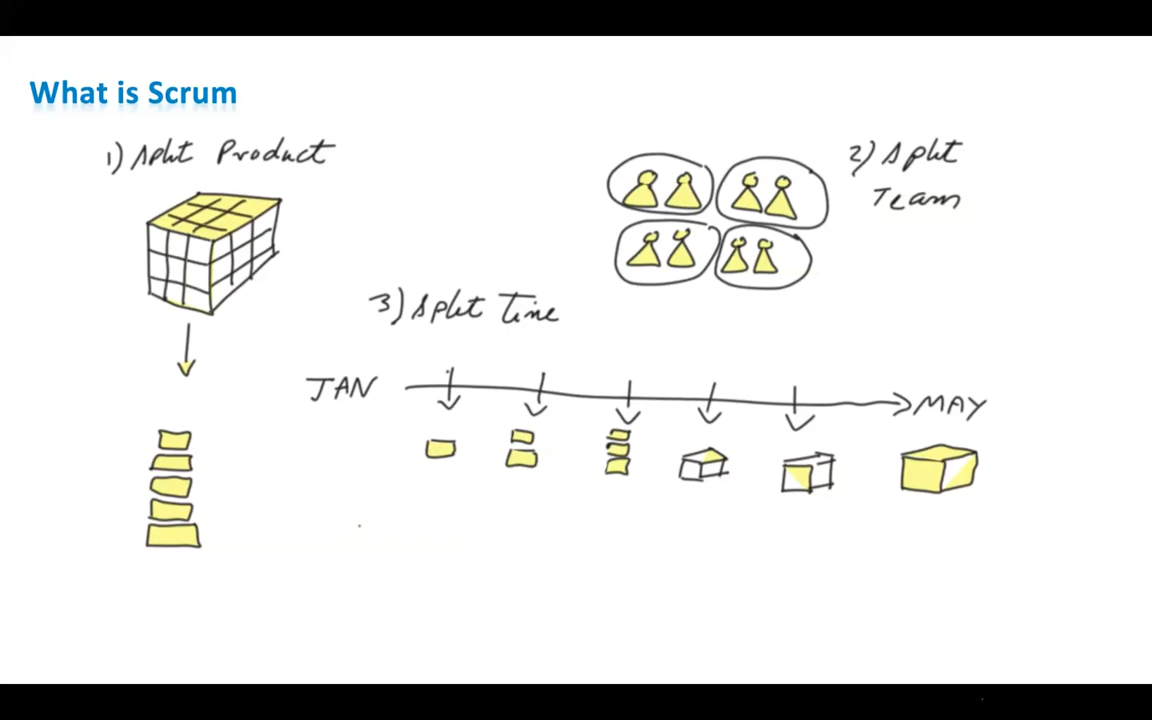 What is Scrum
1) Split Product
2) Split
Team
3) Split Time
JAN
MAY